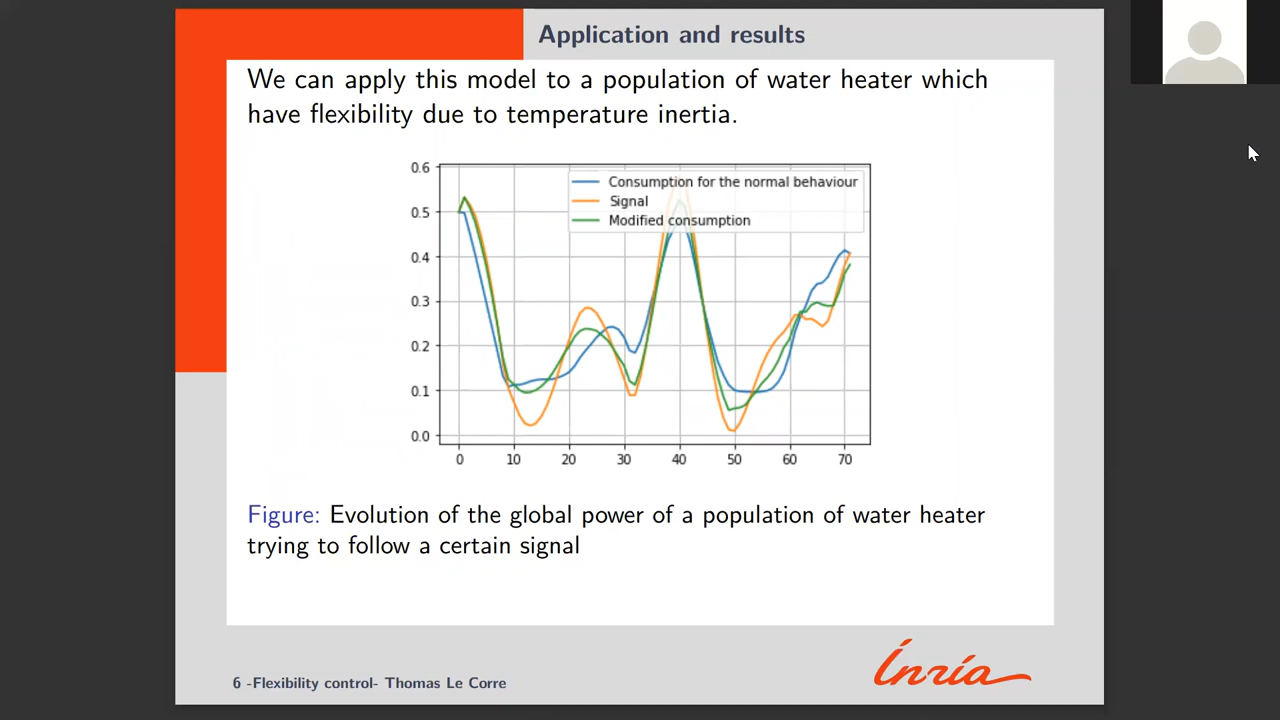 Application and results
We can apply this model to a population of water heater which
have flexibility due to temperature inertia.
0.6
0.5
0.4
0.3
0.2
0.1
0.0
Consumption for the normal behaviour
Signal
Modified consumption
0 10 20 30 40 50 60 70
Figure: Evolution of the global power of a population of water heater
trying to follow a certain signal
6 -Flexibility control- Thomas Le Corre
Inria